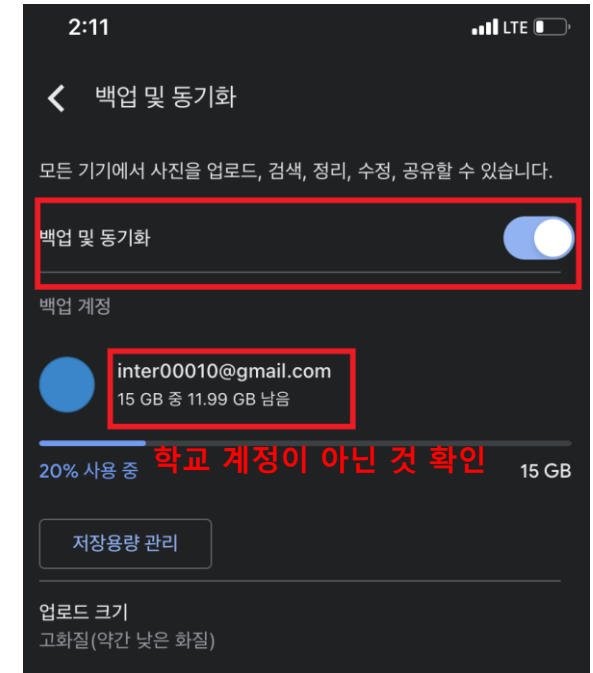 2:11
LTE
백업 및 동기화
모든 기기에서 사진을 업로드, 검색, 정리, 수정, 공유할 수 있습니다.
백업 및 동기화
백업 계정
inter00010@gmail.com
15 GB 중 11.99 GB 남음
학교 계정이 아닌 것 확인
20% 사용 중
15 GB
저장용량 관리
업로드 크기
고화질(약간 낮은 화질)